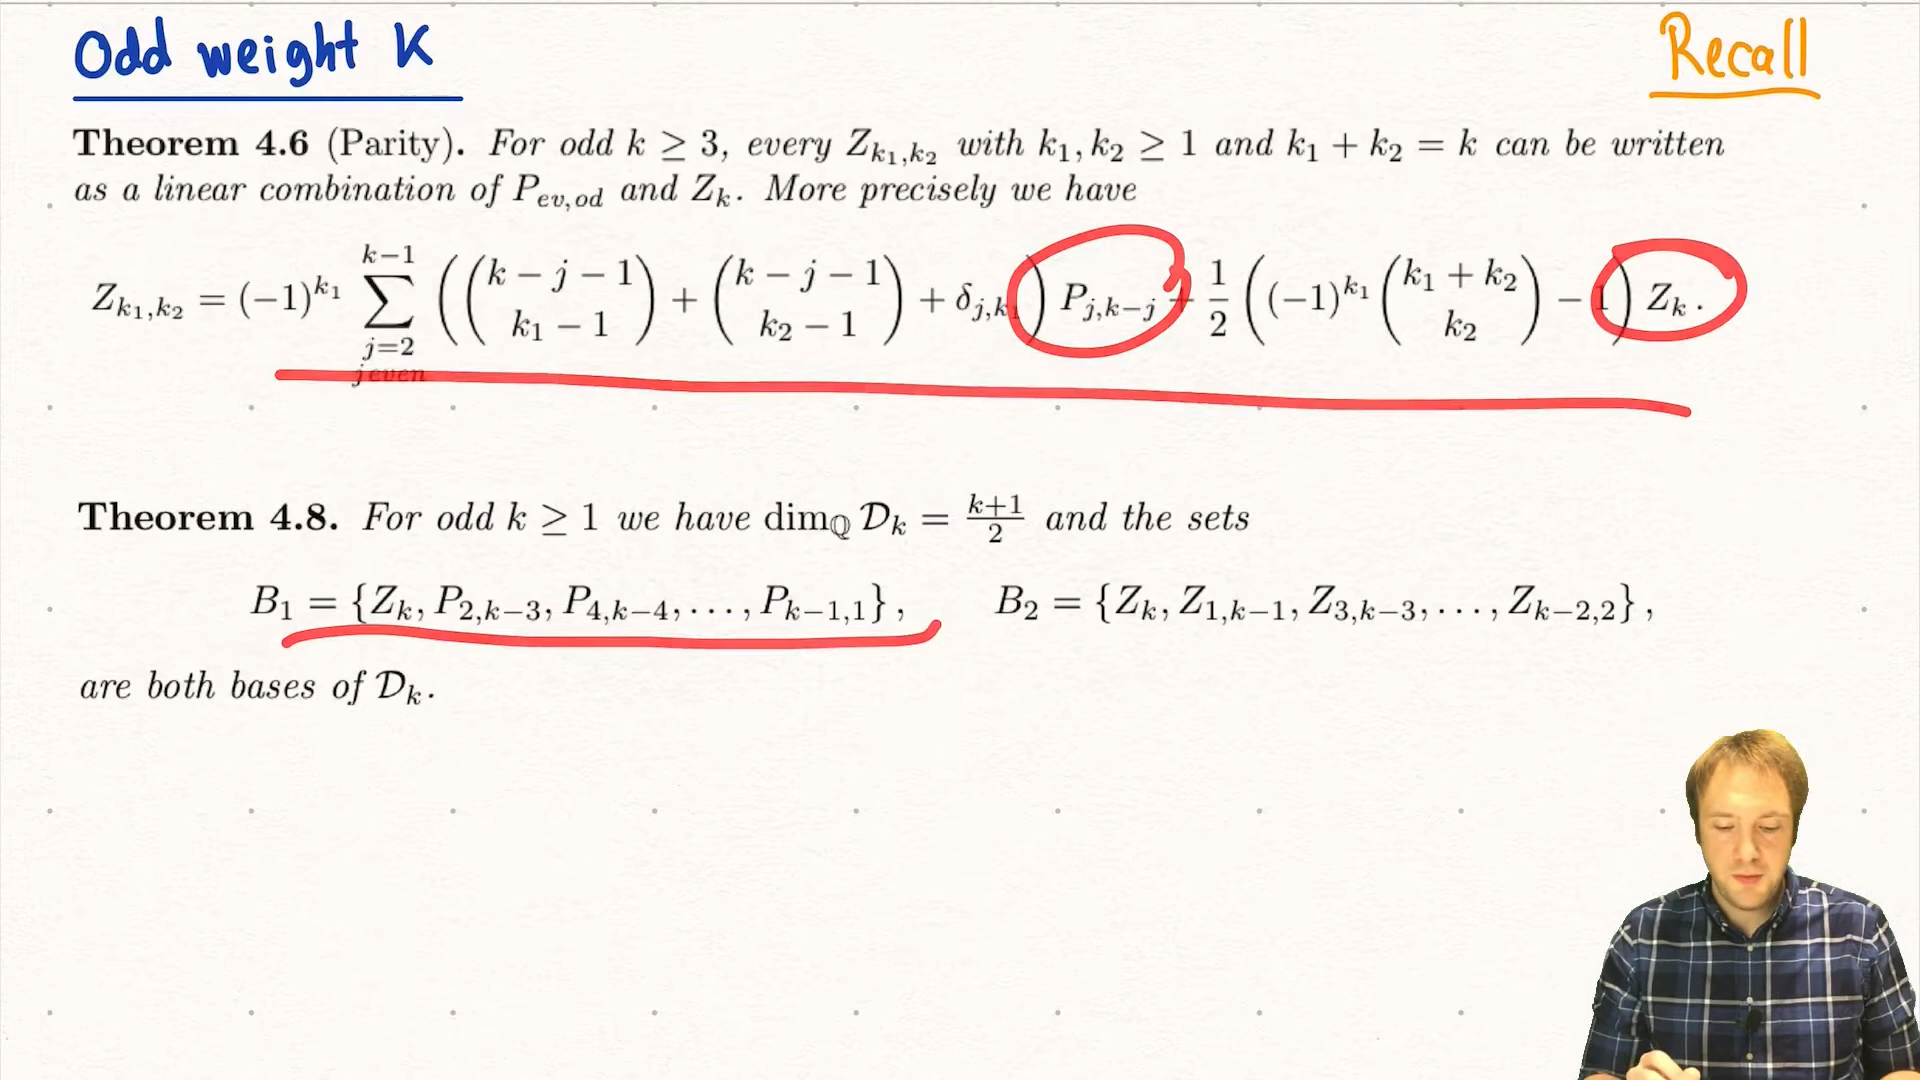 Odd weight K
Recall
Theorem 4.6 (Parity). For odd k ≥ 3, every Z_{k_1,k_2} with k_1, k_2 ≥ 1 and k_1 + k_2 = k can be written
as a linear combination of P_{ev,od} and Z_k. More precisely we have
Z_{k_1,k_2} = (-1)^{k_1} \sum_{\substack{j=2 \\ j even}}^{k-1} \left( \binom{k-j-1}{k_1-1} + \binom{k-j-1}{k_2-1} + δ_{j,k_1} \right) P_{j,k-j} + \frac{1}{2} \left( (-1)^{k_1} \binom{k_1+k_2}{k_2} - 1 \right) Z_k .
Theorem 4.8. For odd k ≥ 1 we have dim_ℚ 𝒟_k = \frac{k+1}{2} and the sets
B_1 = {Z_k, P_{2,k-3}, P_{4,k-4}, . . . , P_{k-1,1}} , B_2 = {Z_k, Z_{1,k-1}, Z_{3,k-3}, . . . , Z_{k-2,2}} ,
are both bases of 𝒟_k.